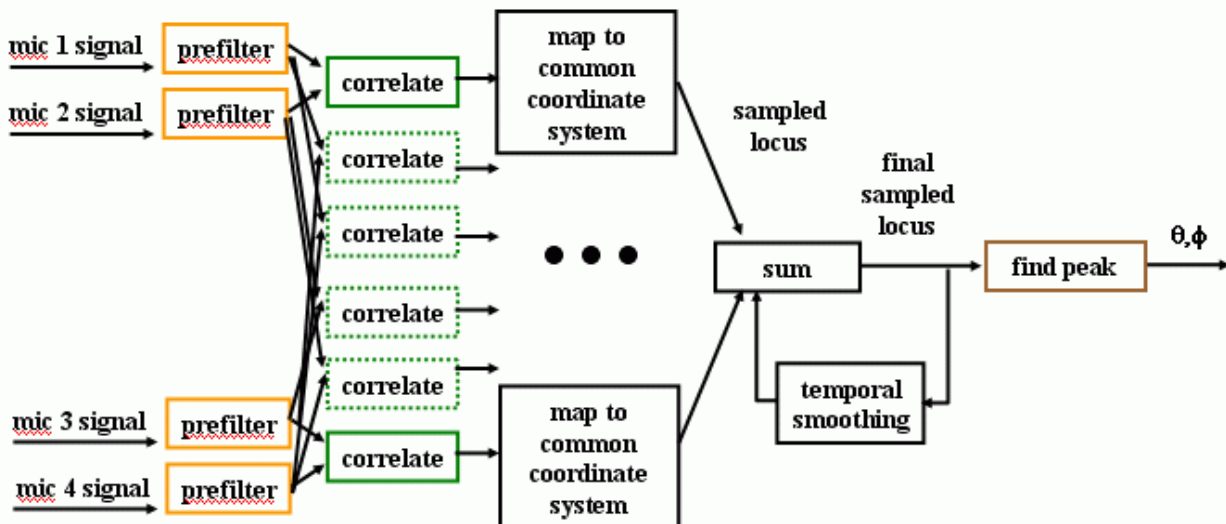 mic 1 signal
prefilter
mic 2 signal
prefilter
correlate
correlate
correlate
correlate
correlate
correlate
mic 3 signal
prefilter
mic 4 signal
prefilter
map to
common
coordinate
system
map to
common
coordinate
system
sampled
locus
sum
final
sampled
locus
temporal
smoothing
find peak
θ,ϕ